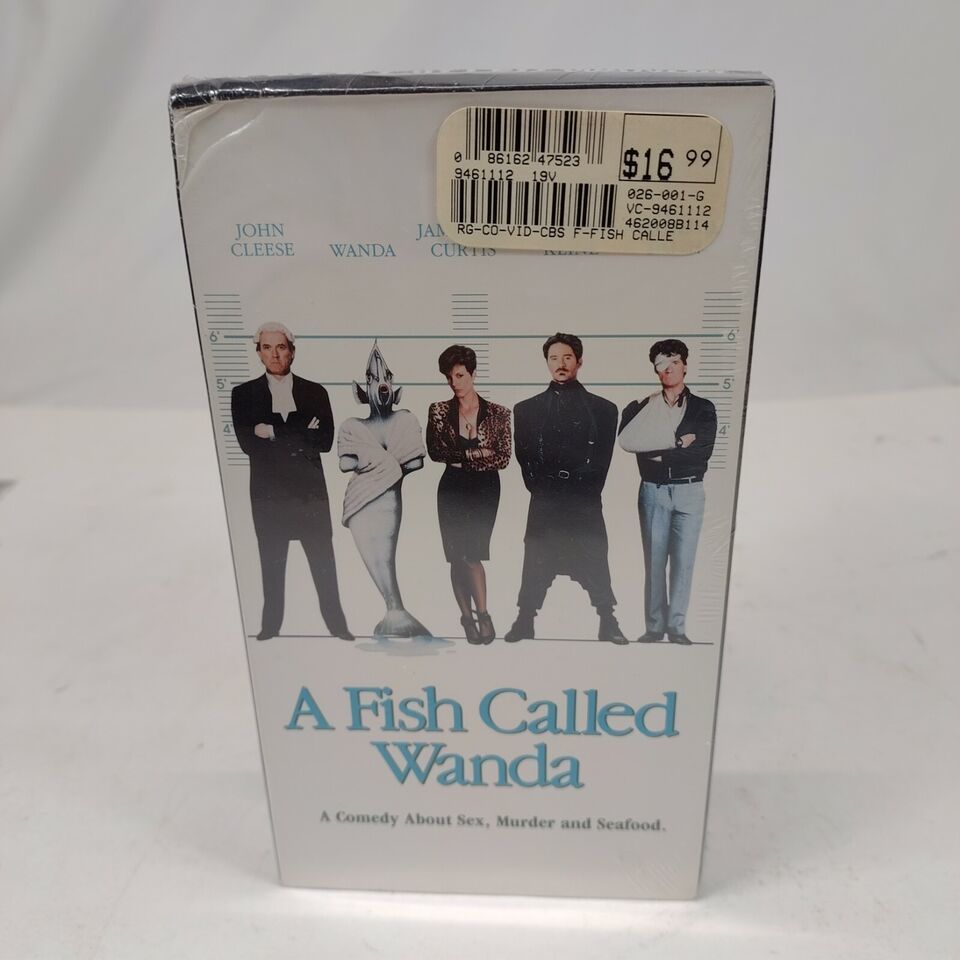 0 86162 47523
$16 99
9461112 19V
026-001-G
VC-9461112
462008B114
RG-CO-VID-CBS F-FISH CALLE
JOHN
CLEESE
WANDA
CURTIS
6'
6'
5'
5'
4'
4'
A Fish Called
Wanda
A Comedy About Sex, Murder and Seafood.